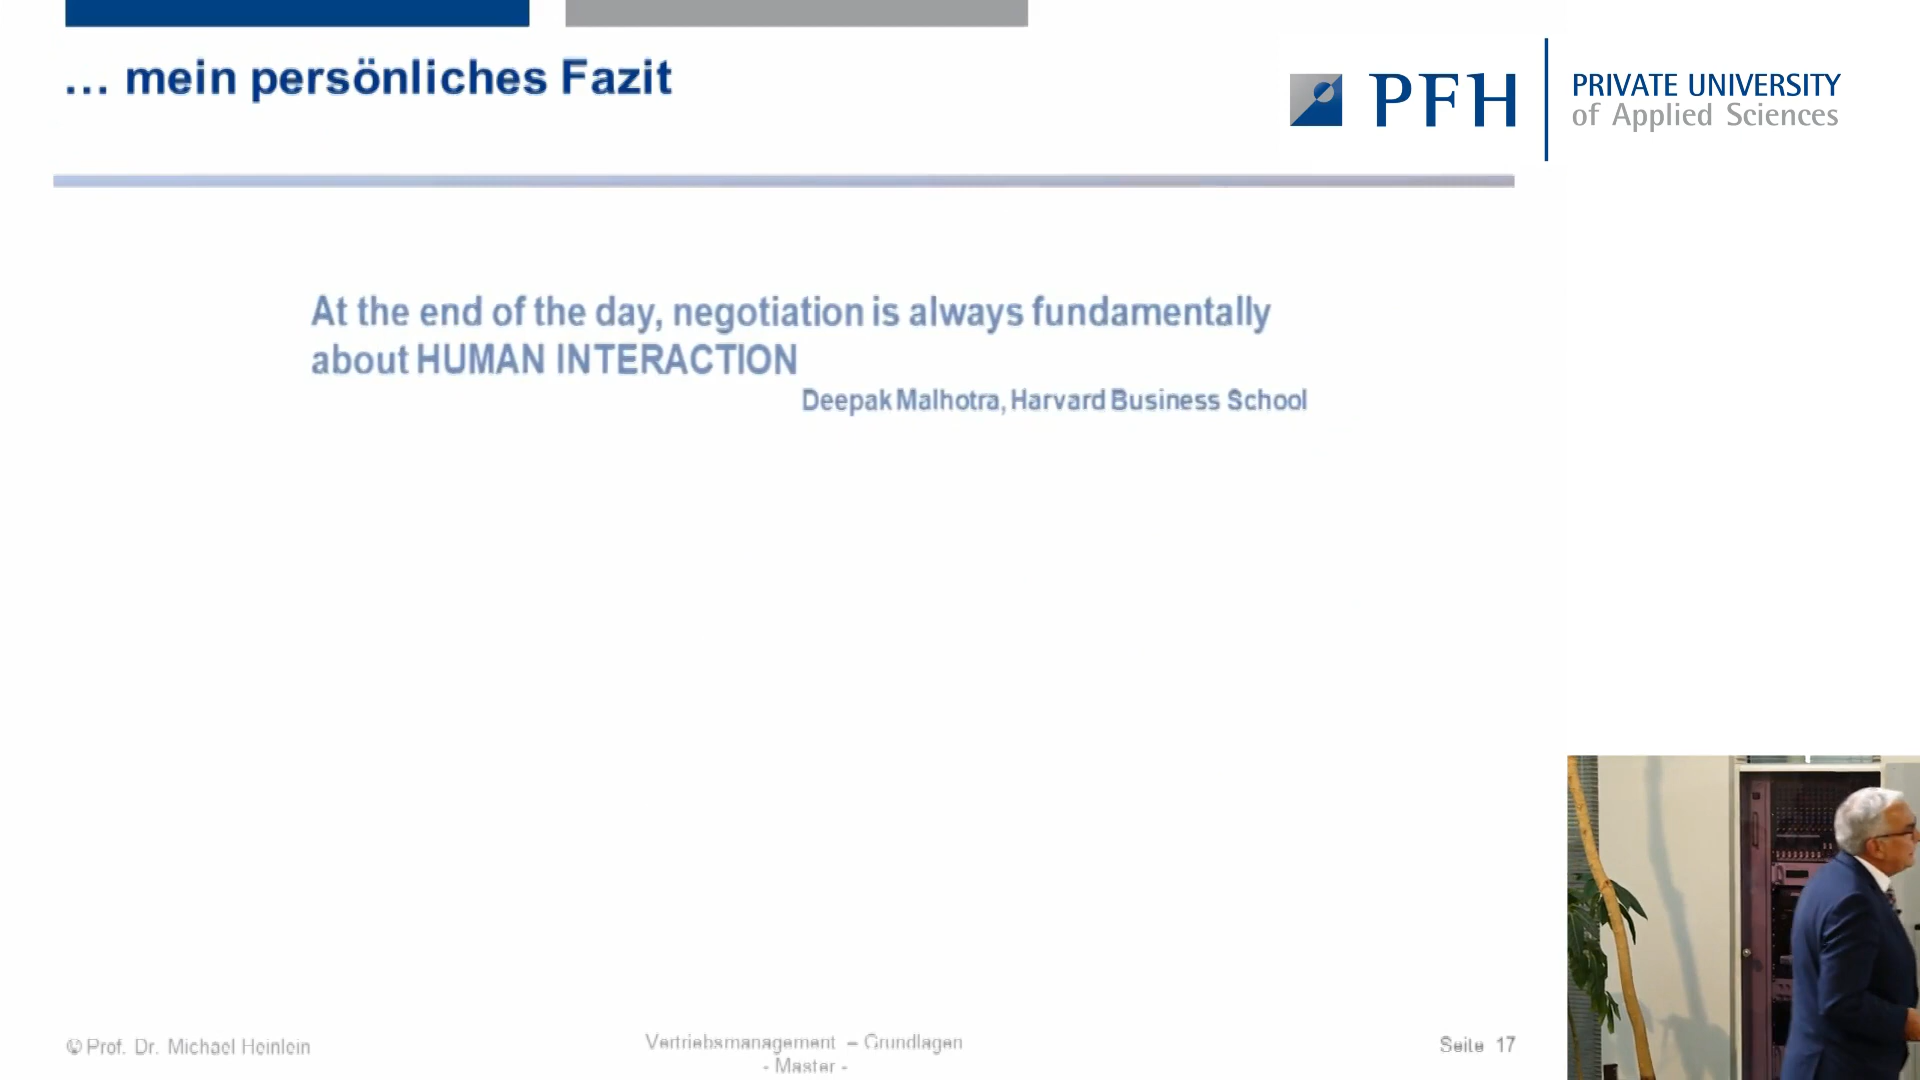 ... mein persönliches Fazit
PFH
PRIVATE UNIVERSITY
of Applied Sciences
At the end of the day, negotiation is always fundamentally
about HUMAN INTERACTION
Deepak Malhotra, Harvard Business School
© Prof. Dr. Michael Heinlein
Vertriebsmanagement – Grundlagen
- Master -
Seite 17